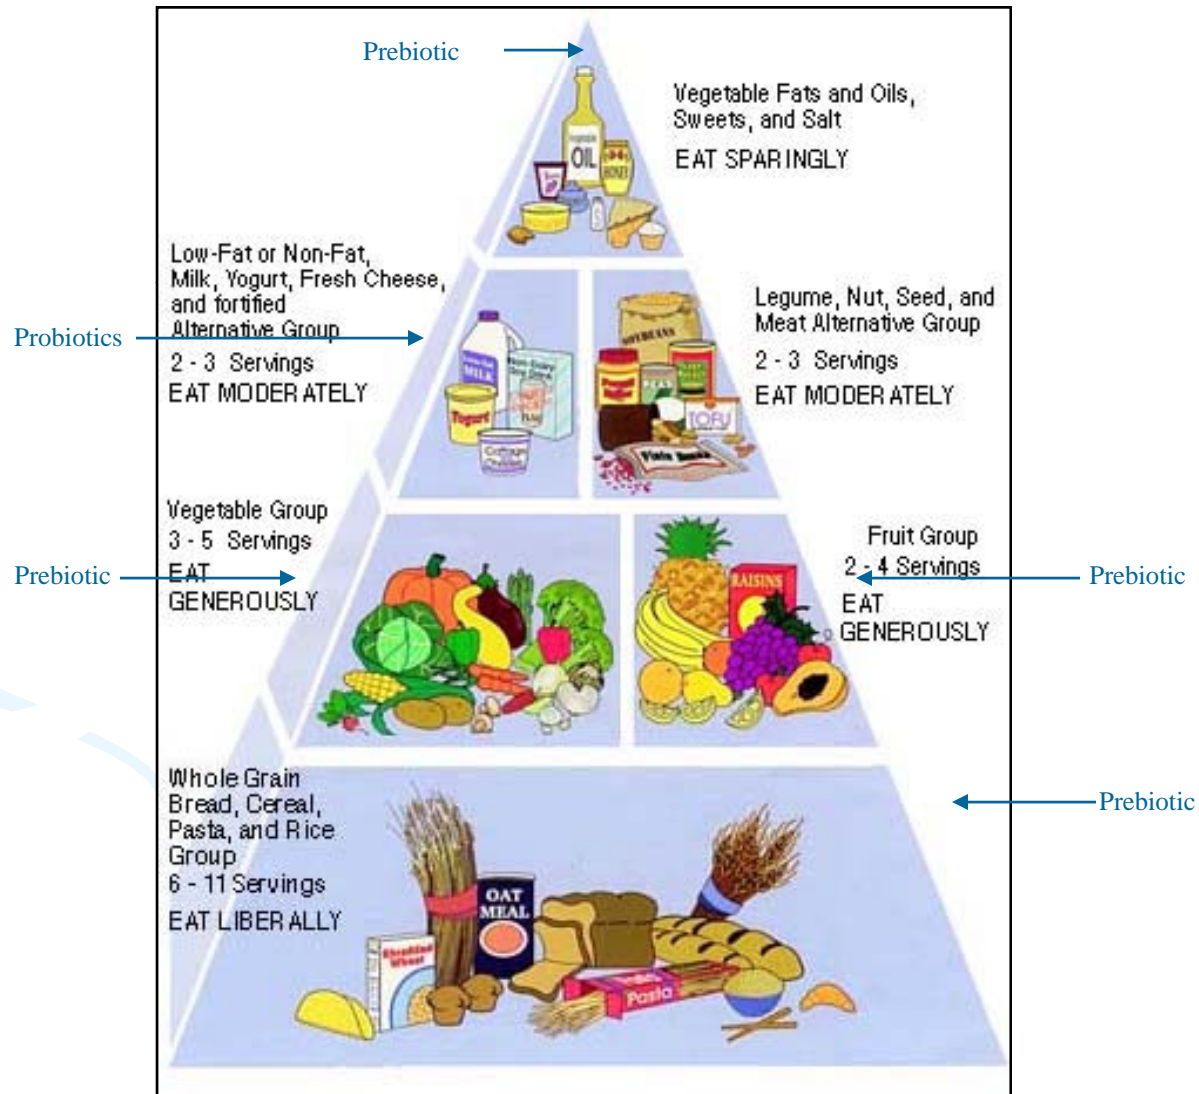 Prebiotic
Vegetable Fats and Oils,
Sweets, and Salt
EAT SPARINGLY
OIL
HONEY
Low-Fat or Non-Fat,
Milk, Yogurt, Fresh Cheese,
and fortified
Alternative Group
2 - 3 Servings
EAT MODERATELY
Probiotics
MILK
Yogurt
Cottage
Legume, Nut, Seed, and
Meat Alternative Group
2 - 3 Servings
EAT MODERATELY
SOYBEANS
PEAS
TOFU
Pinto Beans
Vegetable Group
3 - 5 Servings
EAT
GENEROUSLY
Prebiotic
Fruit Group
2 - 4 Servings
EAT
GENEROUSLY
Prebiotic
RAISINS
Whole Grain
Bread, Cereal,
Pasta, and Rice
Group
6 - 11 Servings
EAT LIBERALLY
Prebiotic
OAT
MEAL
Shredded
Wheat
Pasta